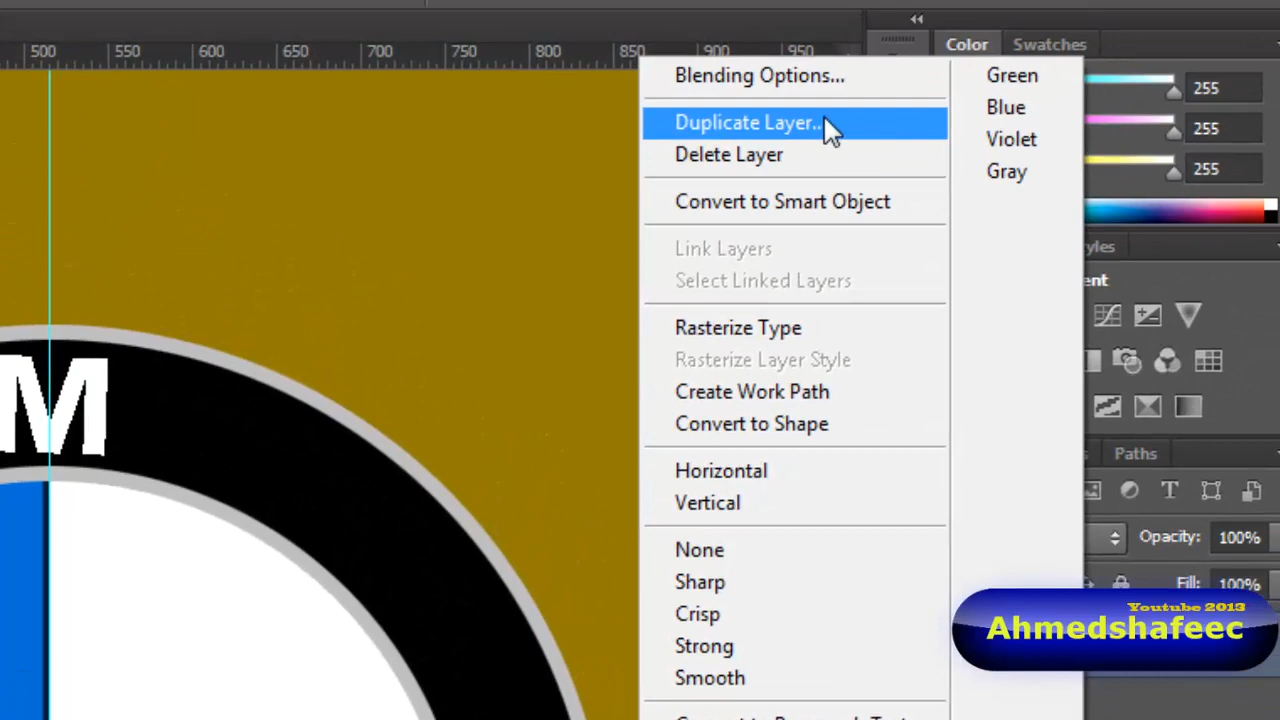 500 550 600 650 700 750 800 850 900 950
Color Swatches
Blending Options...
Duplicate Layer...
Delete Layer
Convert to Smart Object
Link Layers
Select Linked Layers
Rasterize Type
Rasterize Layer Style
Create Work Path
Convert to Shape
Horizontal
Vertical
None
Sharp
Crisp
Strong
Smooth
Green
Blue
Violet
Gray
255
255
255
M
Paths
Opacity: 100%
Fill: 100%
Youtube 2013
Ahmedshafeec